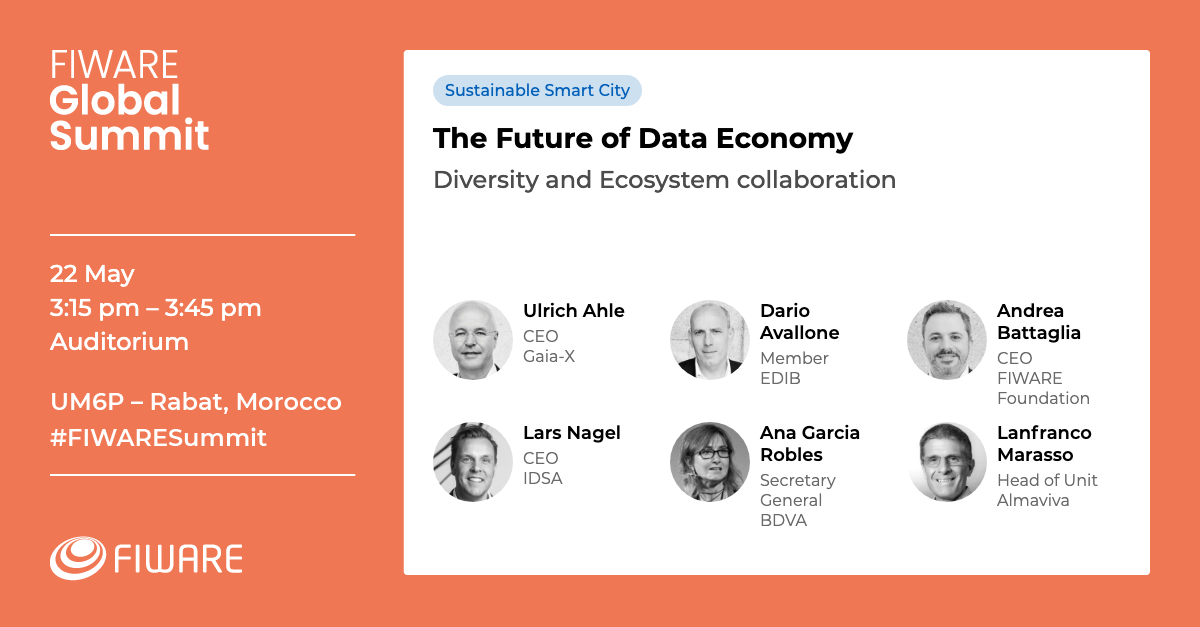 FIWARE
Global
Summit
22 May
3:15 pm – 3:45 pm
Auditorium
UM6P – Rabat, Morocco
#FIWARESummit
FIWARE
Sustainable Smart City
The Future of Data Economy
Diversity and Ecosystem collaboration
Ulrich Ahle
CEO
Gaia-X
Dario
Avallone
Member
EDIB
Andrea
Battaglia
CEO
FIWARE
Foundation
Lars Nagel
CEO
IDSA
Ana Garcia
Robles
Secretary
General
BDVA
Lanfranco
Marasso
Head of Unit
Almaviva